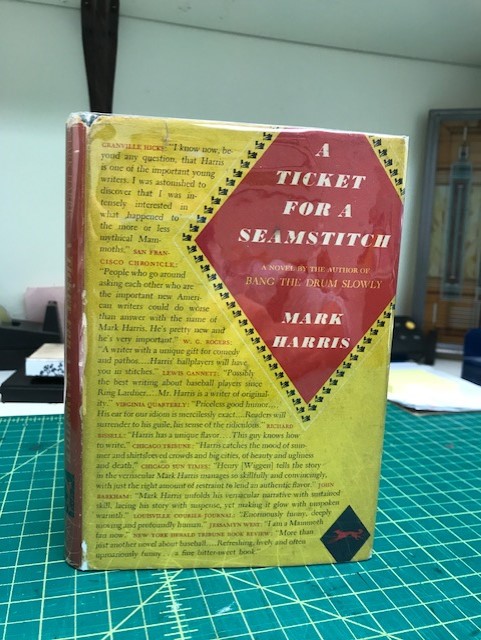 GRANVILLE HICKS: "I know now, be-
yond any question, that Harris
is one of the important young
writers. I was astonished to
discover that I was in-
tensely interested in
what happened to
the more or less
mythical Mam-
moths." SAN FRAN-
CISCO CHRONICLE:
"People who go around
asking each other who are
the important new Ameri-
can writers could do worse
than answer with the name of
Mark Harris. He's pretty new and
he's very important." W. G. ROGERS:
"A writer with a unique gift for comedy
and pathos.....Harris' ballplayers will have
you in stitches." LEWIS GANNETT: "Possibly
the best writing about baseball players since
Ring Lardner....Mr. Harris is a writer of original-
ity." VIRGINIA QUARTERLY: "Priceless good humor....
His ear for our idiom is mercilessly exact....Readers will
surrender to his guile, his sense of the ridiculous." RICHARD
BISSELL: "Harris has a unique flavor....This guy knows how
to write." CHICAGO TRIBUNE: "Harris catches the mood of sum-
mer and shirtsleeved crowds and big cities, of beauty and ugliness
and death." CHICAGO SUN TIMES: "Henry [Wiggen] tells the story
in the vernacular Mark Harris manages so skillfully and convincingly,
with just the right amount of restraint to lend an authentic flavor." JOHN
BARKHAM: "Mark Harris unfolds his vernacular narrative with sustained
skill, lacing his story with suspense, yet making it glow with unspoken
warmth." LOUISVILLE COURIER-JOURNAL: "Enormously funny, deeply
moving and profoundly human." JESSAMYN WEST: "I am a Mammoth
fan now." NEW YORK HERALD TRIBUNE BOOK REVIEW: "More than
just another novel about baseball.....Refreshing, lively and often
uproariously funny.... a fine bitter-sweet book."
A
TICKET
FOR A
SEAMSTITCH
A NOVEL BY THE AUTHOR OF
BANG THE DRUM SLOWLY
MARK
HARRIS